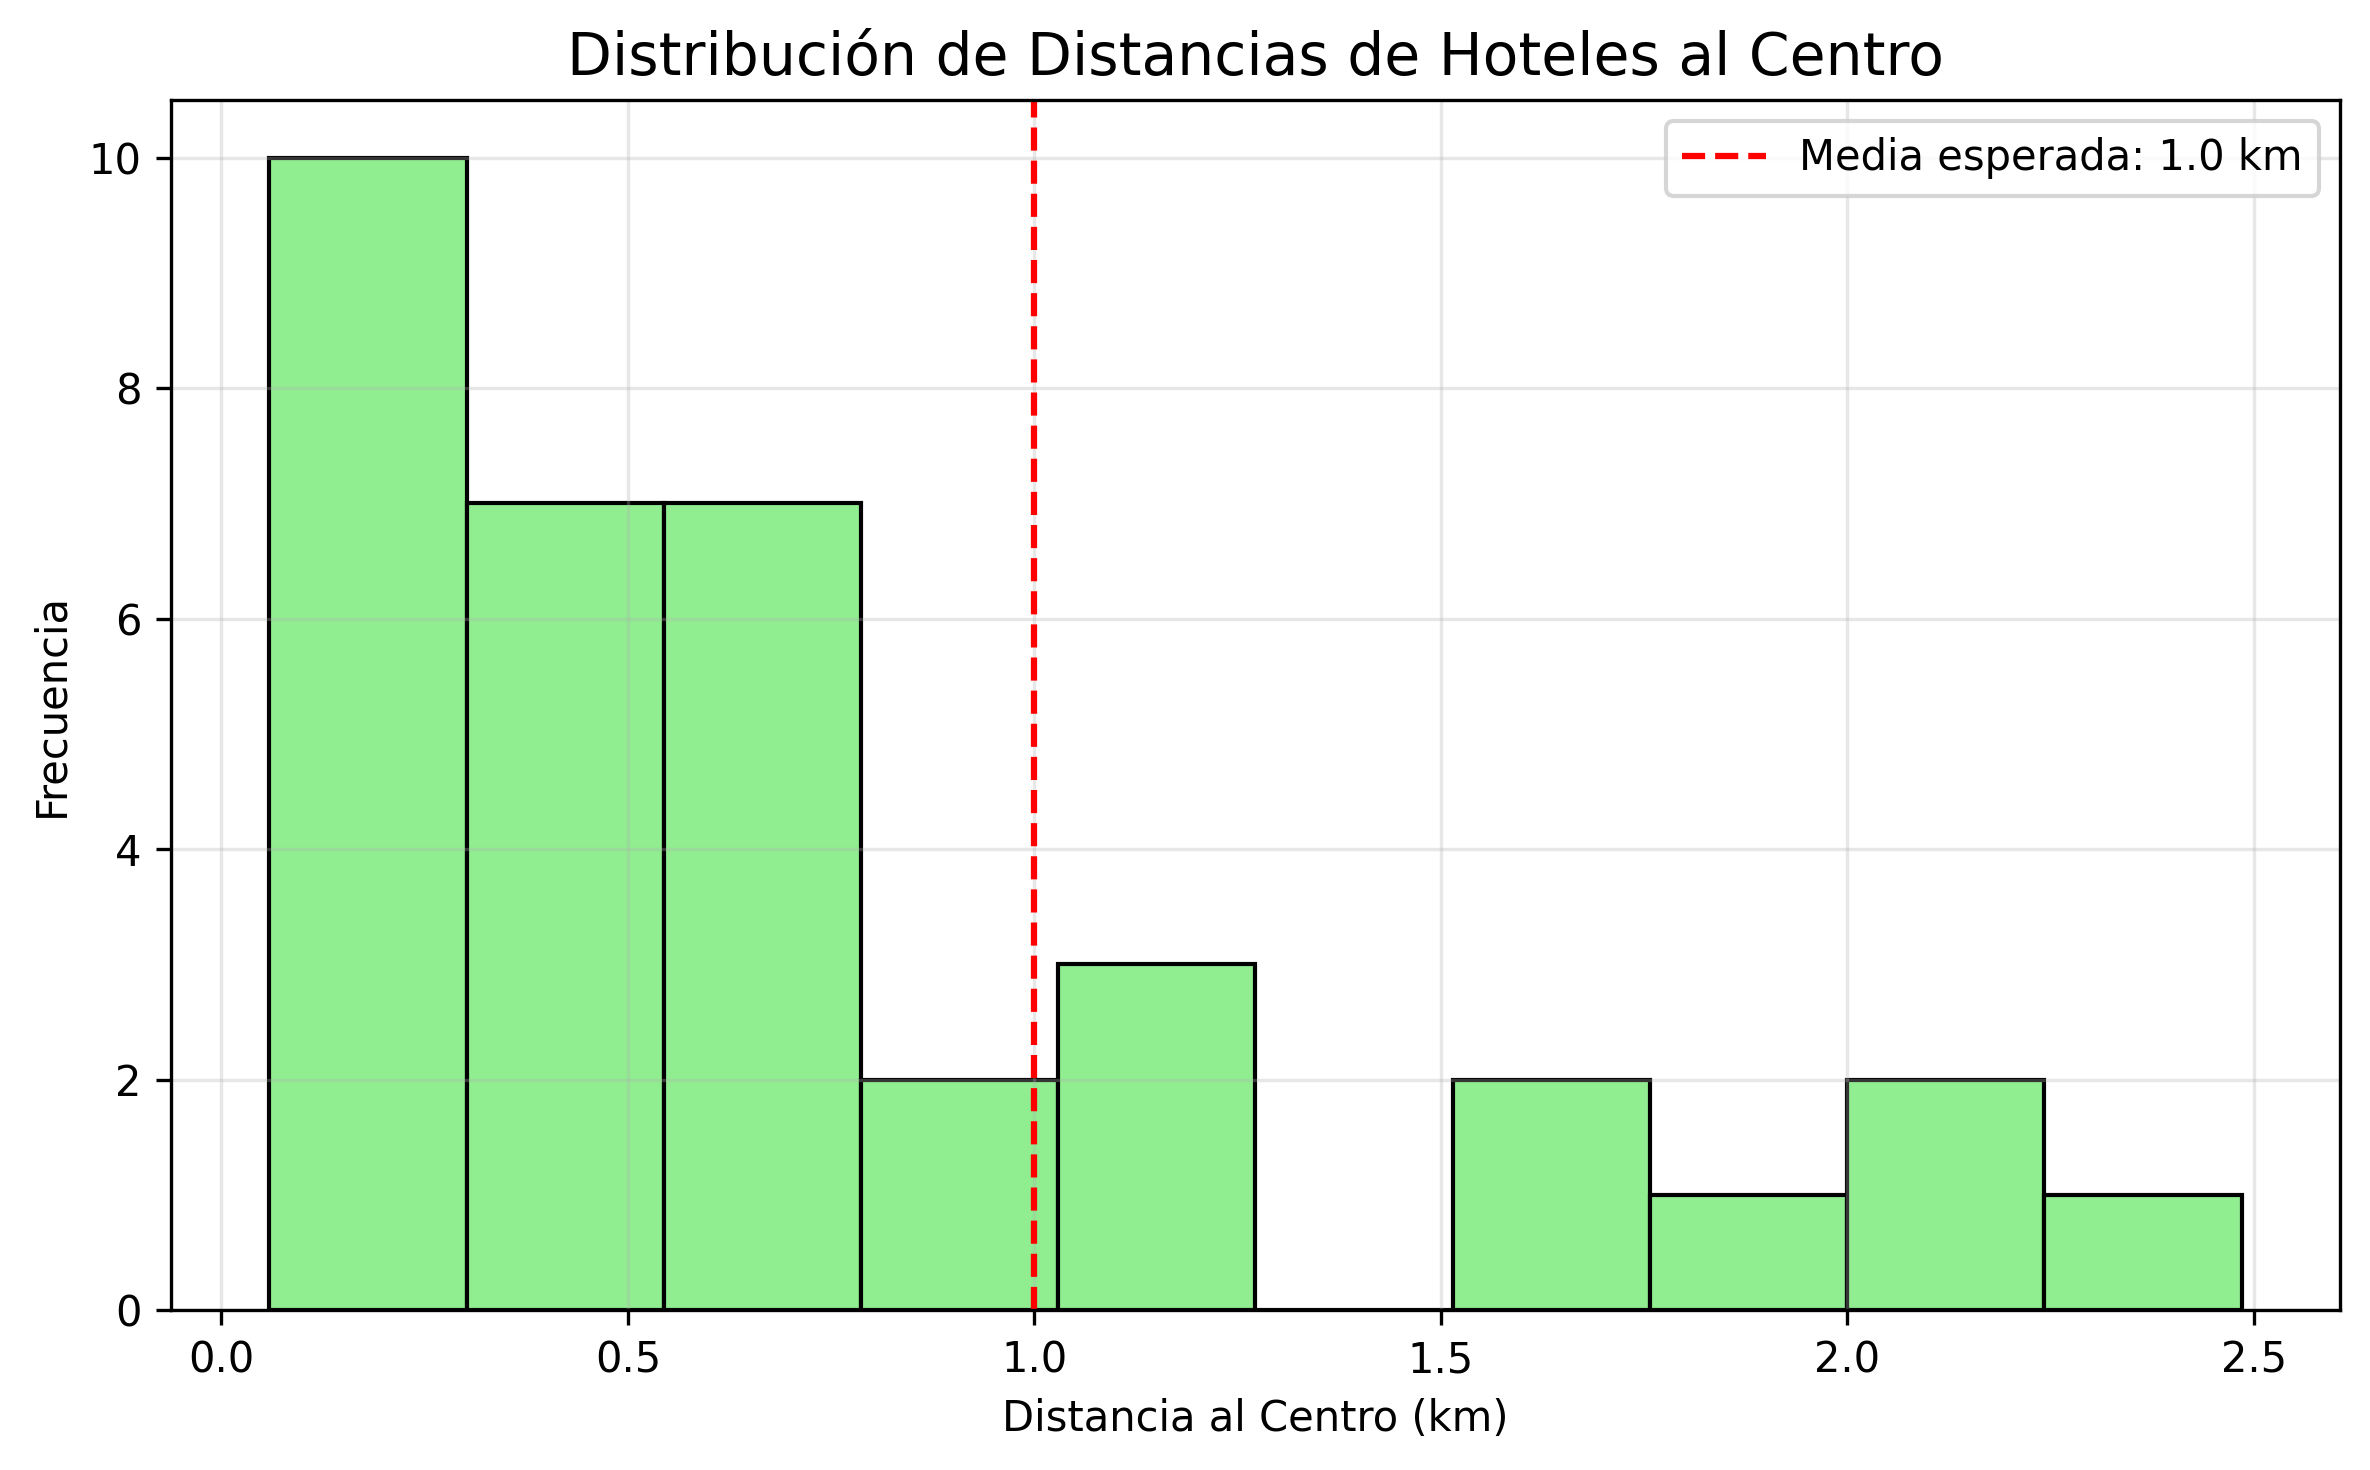 Distribución de Distancias de Hoteles al Centro
Media esperada: 1.0 km
10
8
6
4
2
0
Frecuencia
0.0 0.5 1.0 1.5 2.0 2.5
Distancia al Centro (km)